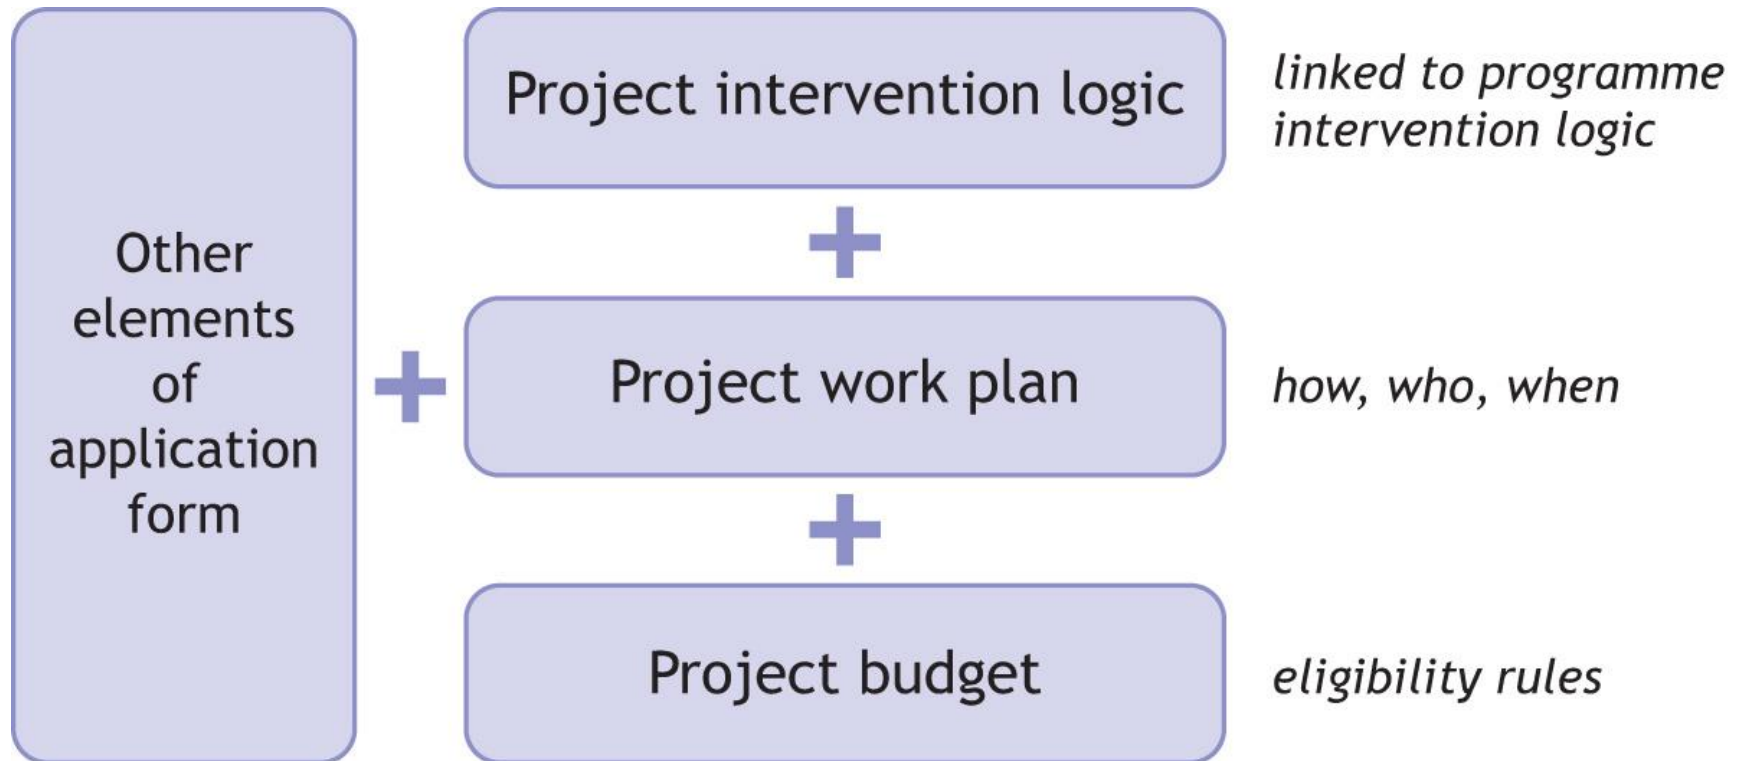 Other
elements
of
application
form
Project intervention logic
linked to programme
intervention logic
Project work plan
how, who, when
Project budget
eligibility rules